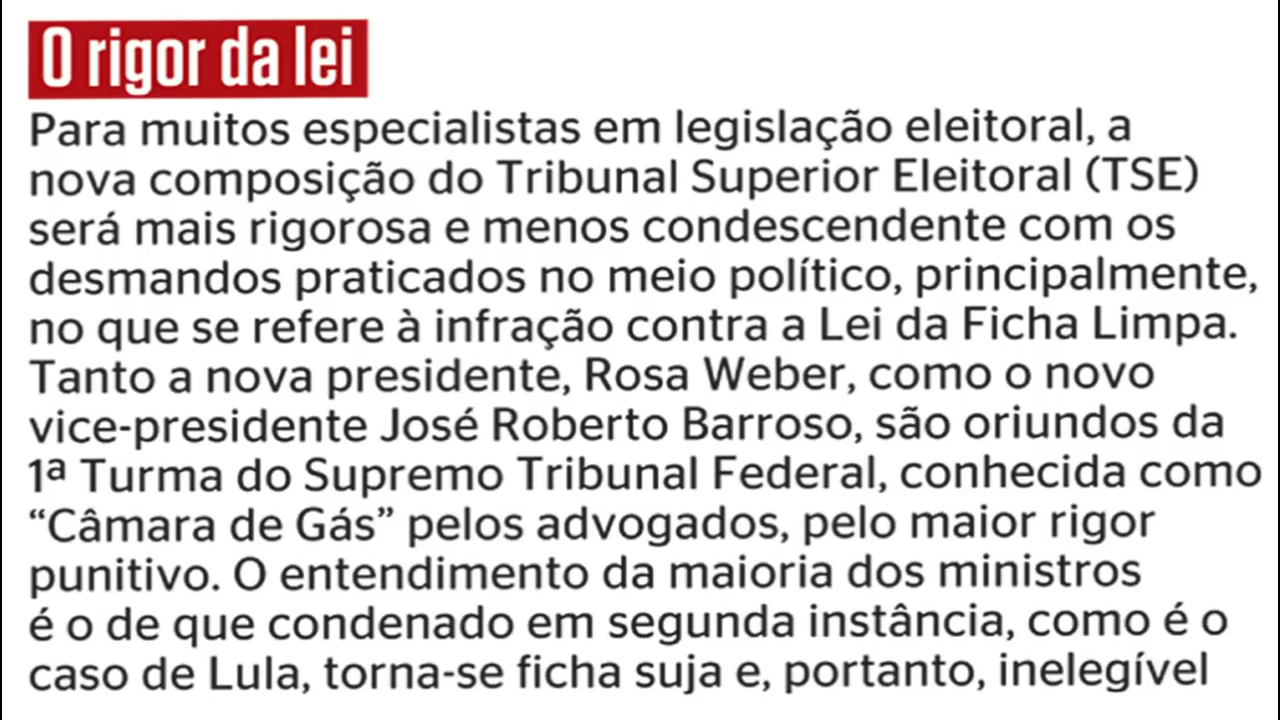 O rigor da lei
Para muitos especialistas em legislação eleitoral, a
nova composição do Tribunal Superior Eleitoral (TSE)
será mais rigorosa e menos condescendente com os
desmandos praticados no meio político, principalmente,
no que se refere à infração contra a Lei da Ficha Limpa.
Tanto a nova presidente, Rosa Weber, como o novo
vice-presidente José Roberto Barroso, são oriundos da
1ª Turma do Supremo Tribunal Federal, conhecida como
“Câmara de Gás” pelos advogados, pelo maior rigor
punitivo. O entendimento da maioria dos ministros
é o de que condenado em segunda instância, como é o
caso de Lula, torna-se ficha suja e, portanto, inelegível